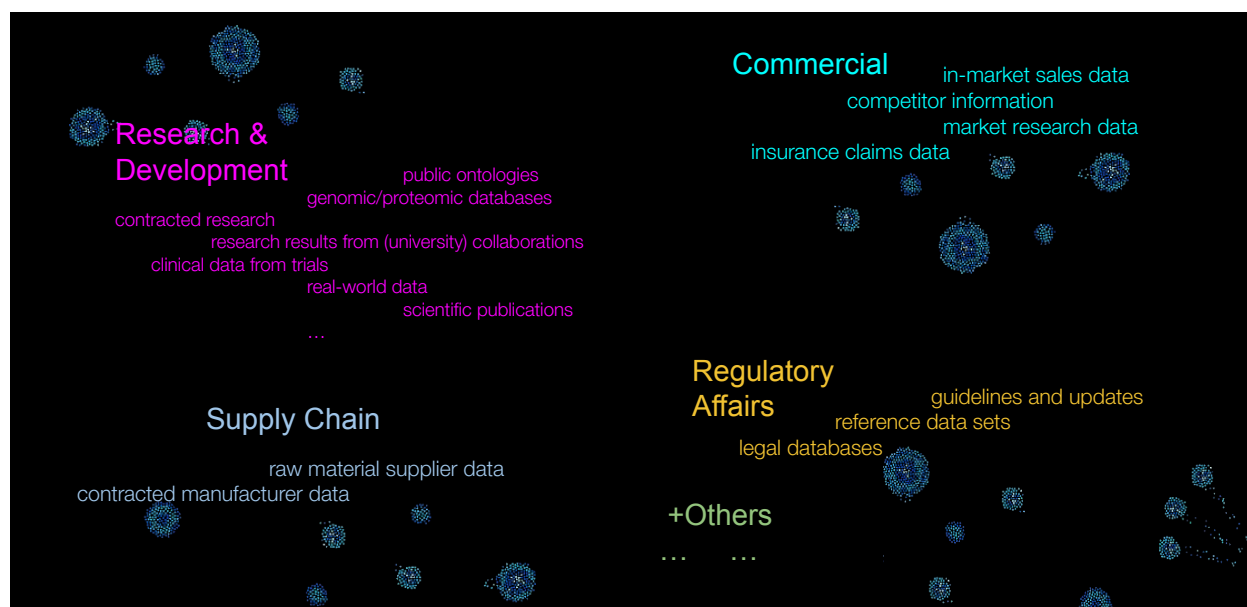 Research &
Development
public ontologies
genomic/proteomic databases
contracted research
research results from (university) collaborations
clinical data from trials
real-world data
scientific publications
...
Commercial
in-market sales data
competitor information
market research data
insurance claims data
Supply Chain
raw material supplier data
contracted manufacturer data
Regulatory
Affairs
guidelines and updates
reference data sets
legal databases
+Others
... ...